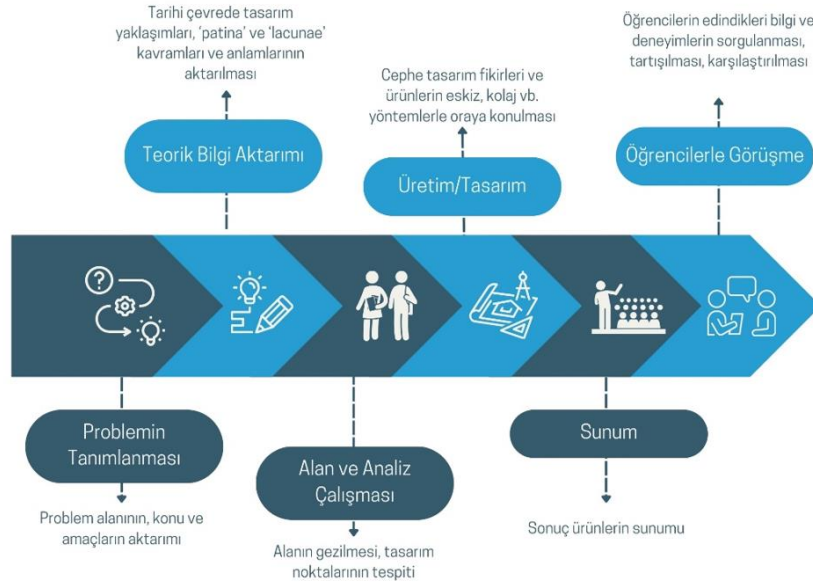 Tarihi çevrede tasarım
yaklaşımları, ‘patina’ ve ‘lacunae’
kavramları ve anlamlarının
aktarılması
Teorik Bilgi Aktarımı
Cephe tasarım fikirleri ve
ürünlerin eskiz, kolaj vb.
yöntemlerle oraya konulması
Üretim/Tasarım
Öğrencilerin edindikleri bilgi ve
deneyimlerin sorgulanması,
tartışılması, karşılaştırılması
Öğrencilerle Görüşme
Problemin
Tanımlanması
Problem alanının, konu ve
amaçların aktarımı
Alan ve Analiz
Çalışması
Alanın gezilmesi, tasarım
noktalarının tespiti
Sunum
Sonuç ürünlerin sunumu